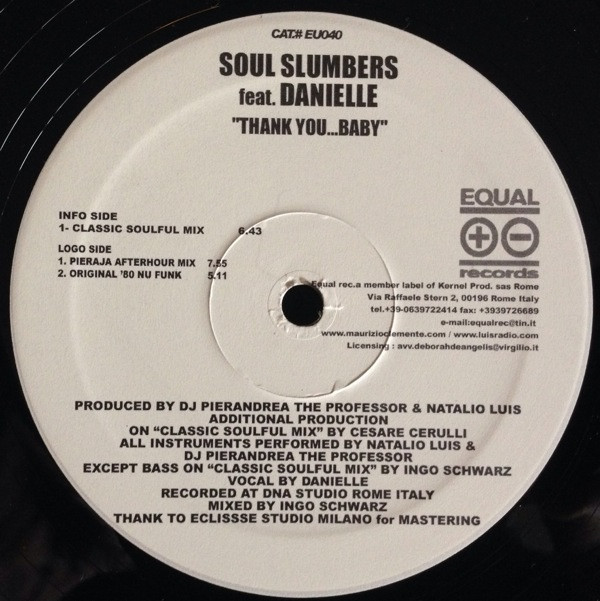 CAT.# EU040
SOUL SLUMBERS
feat. DANIELLE
"THANK YOU...BABY"
INFO SIDE
1- CLASSIC SOULFUL MIX 6.43
LOGO SIDE
1. PIERAJA AFTERHOUR MIX 7.55
2. ORIGINAL '80 NU FUNK 5.11
EQUAL
records
Equal rec.a member label of Kernel Prod. sas Rome
Via Raffaele Stern 2, 00196 Rome Italy
tel.+39-0639722414 fax: +3939726689
e-mail:equalrec@tin.it
www.maurizioclemente.com / www.luisradio.com
Licensing : avv.deborahdeangelis@virgilio.it
PRODUCED BY DJ PIERANDREA THE PROFESSOR & NATALIO LUIS
ADDITIONAL PRODUCTION
ON "CLASSIC SOULFUL MIX" BY CESARE CERULLI
ALL INSTRUMENTS PERFORMED BY NATALIO LUIS &
DJ PIERANDREA THE PROFESSOR
EXCEPT BASS ON "CLASSIC SOULFUL MIX" BY INGO SCHWARZ
VOCAL BY DANIELLE
RECORDED AT DNA STUDIO ROME ITALY
MIXED BY INGO SCHWARZ
THANK TO ECLISSSE STUDIO MILANO for MASTERING